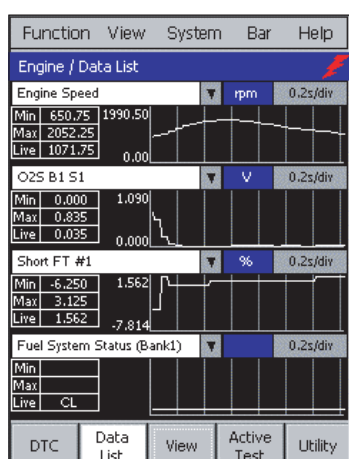 Function View System Bar Help
Engine / Data List
Engine Speed rpm 0.2s/div
Min 650.75 1990.50
Max 2052.25
Live 1071.75 0.00
O2S B1 S1 V 0.2s/div
Min 0.000 1.090
Max 0.835
Live 0.035 0.000
Short FT #1 % 0.2s/div
Min -6.250 1.562
Max 3.125
Live 1.562 -7.814
Fuel System Status (Bank1) 0.2s/div
Min
Max
Live CL
DTC Data List View Active Test Utility